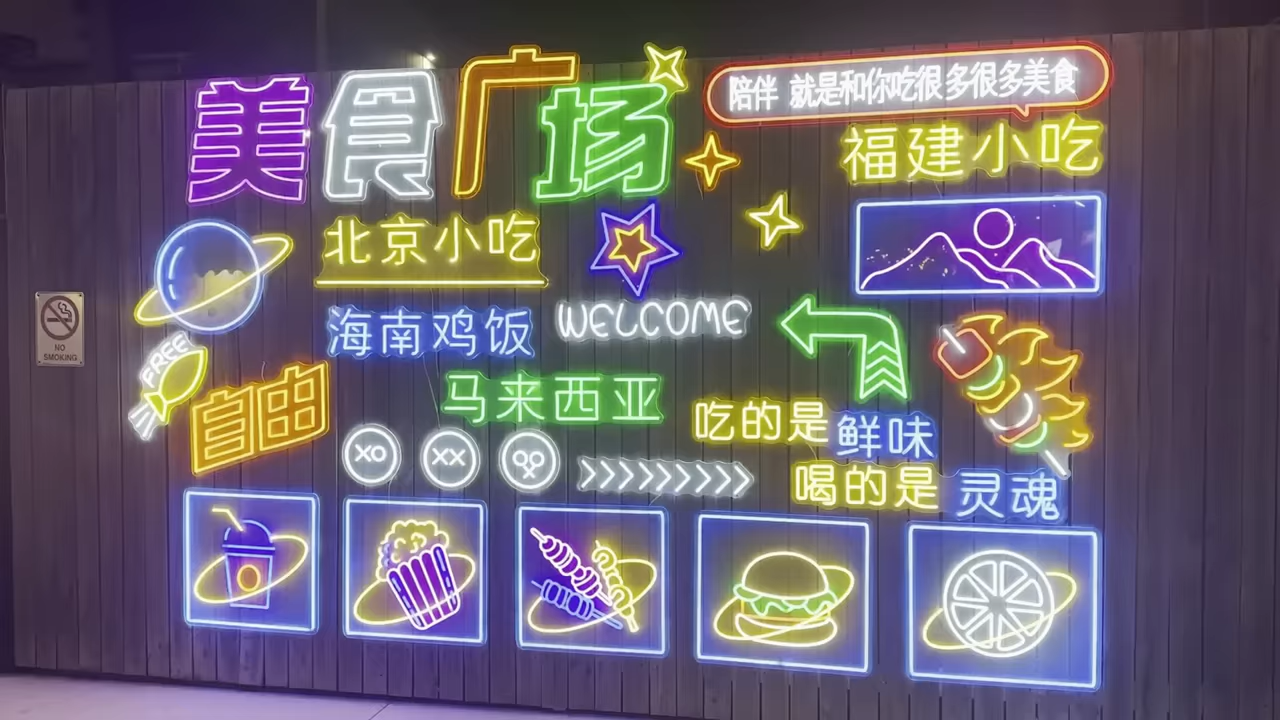 美食广场
陪伴 就是和你吃很多很多美食
福建小吃
北京小吃
海南鸡饭
WELCOME
FREE
自由
马来西亚
吃的是鲜味
喝的是灵魂
XO
XX
NO
SMOKING